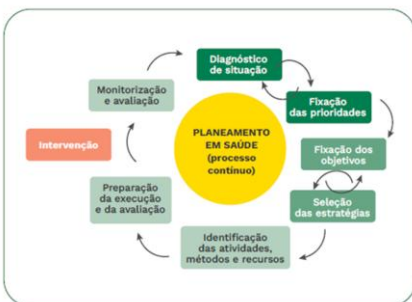 Diagnóstico
de situação
Fixação
das prioridades
Fixação dos
objetivos
Seleção
das estratégias
Identificação
das atividades,
métodos e recursos
Preparação
da execução
e da avaliação
Intervenção
Monitorização
e avaliação
PLANEAMENTO
EM SAÚDE
(processo
contínuo)